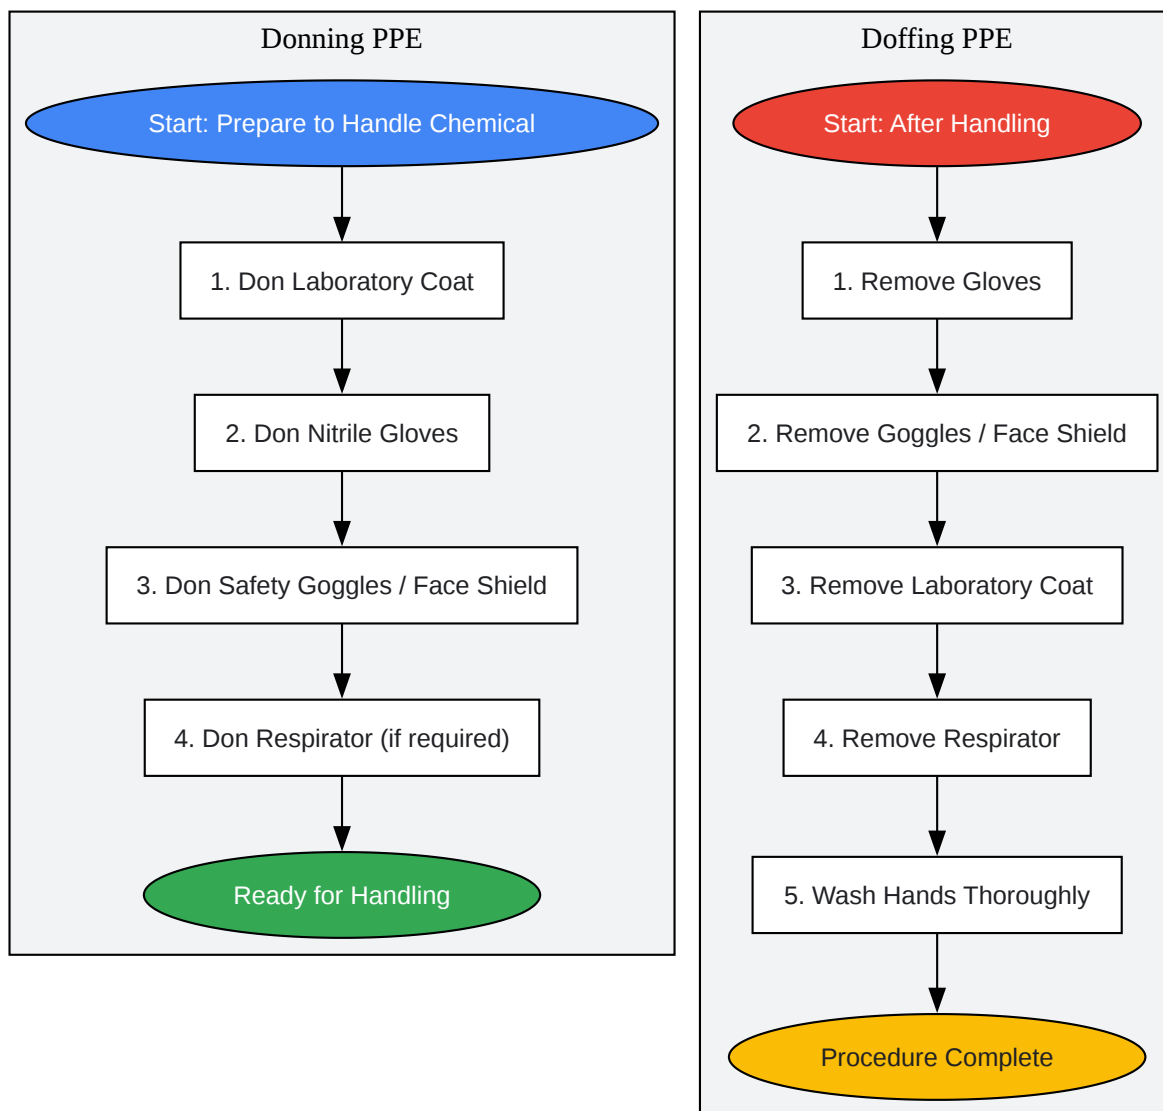 Donning PPE
Start: Prepare to Handle Chemical
1. Don Laboratory Coat
2. Don Nitrile Gloves
3. Don Safety Goggles / Face Shield
4. Don Respirator (if required)
Ready for Handling
Doffing PPE
Start: After Handling
1. Remove Gloves
2. Remove Goggles / Face Shield
3. Remove Laboratory Coat
4. Remove Respirator
5. Wash Hands Thoroughly
Procedure Complete